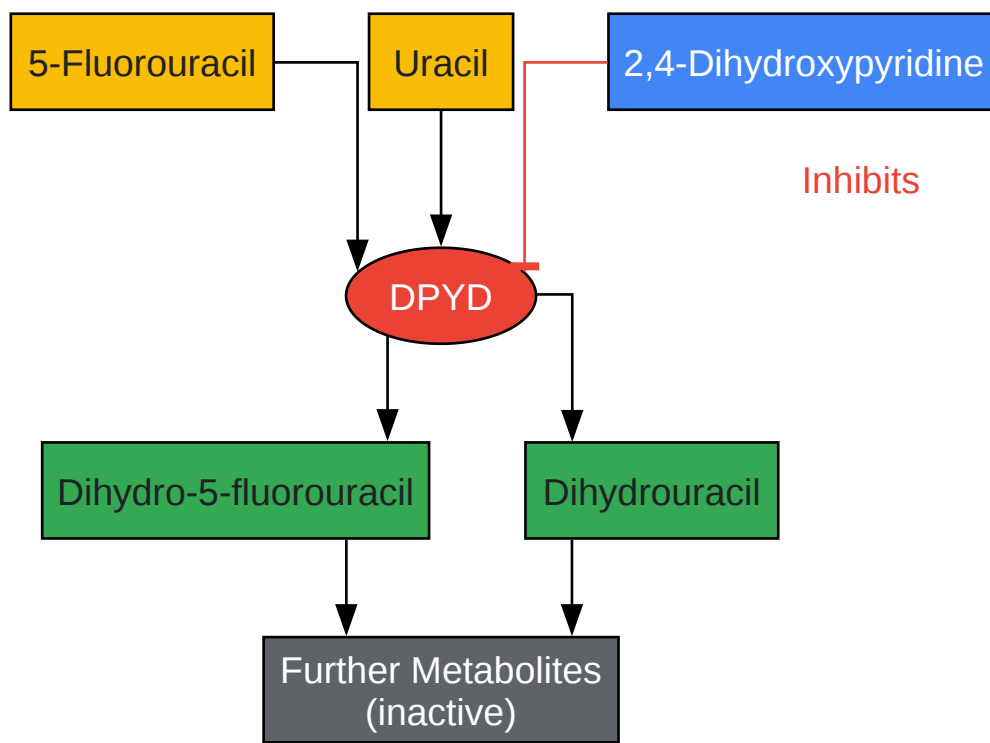 5-Fluorouracil
Uracil
2,4-Dihydroxypyridine
Inhibits
DPYD
Dihydro-5-fluorouracil
Dihydrouracil
Further Metabolites
(inactive)